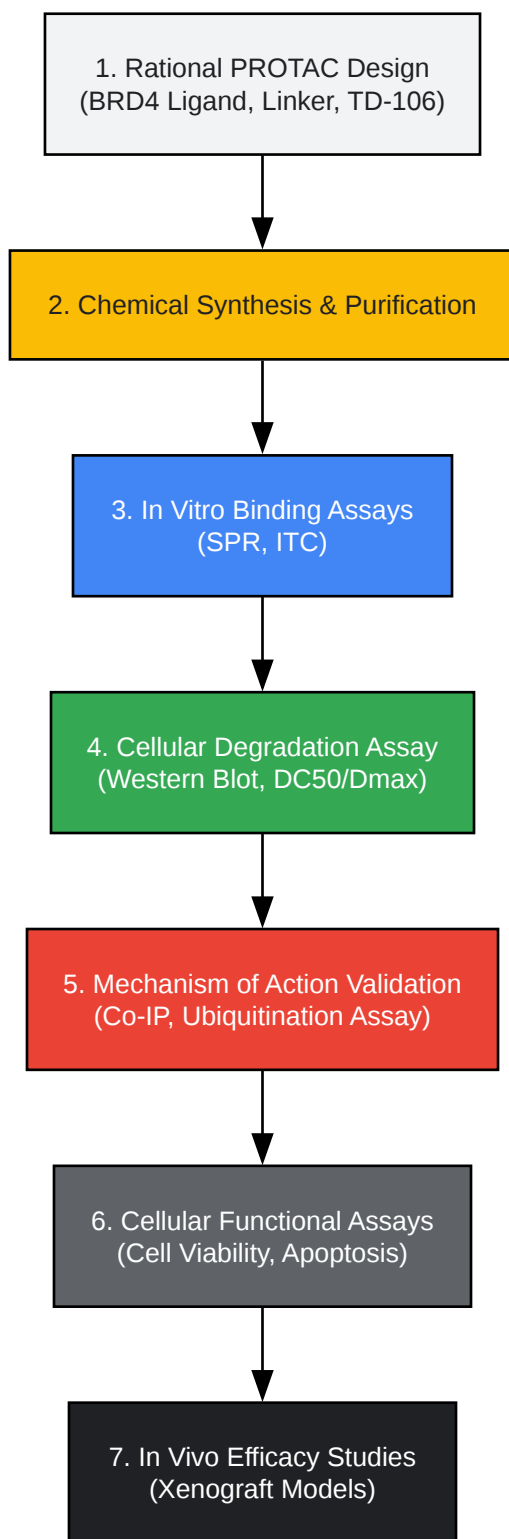 1. Rational PROTAC Design
(BRD4 Ligand, Linker, TD-106)
2. Chemical Synthesis & Purification
3. In Vitro Binding Assays
(SPR, ITC)
4. Cellular Degradation Assay
(Western Blot, DC50/Dmax)
5. Mechanism of Action Validation
(Co-IP, Ubiquitination Assay)
6. Cellular Functional Assays
(Cell Viability, Apoptosis)
7. In Vivo Efficacy Studies
(Xenograft Models)